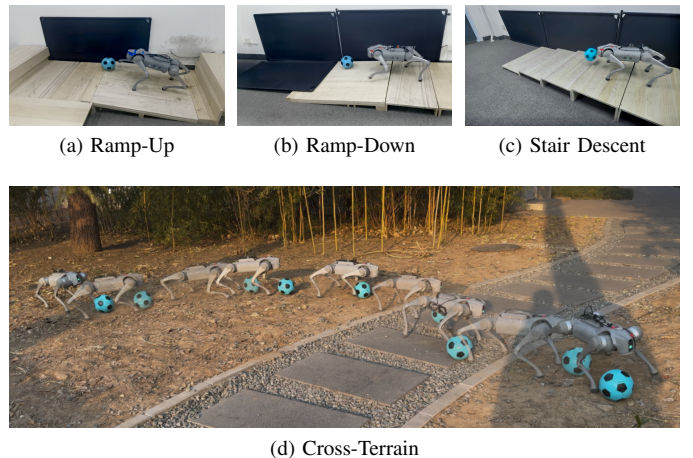 (a) Ramp-Up
(b) Ramp-Down
(c) Stair Descent
(d) Cross-Terrain